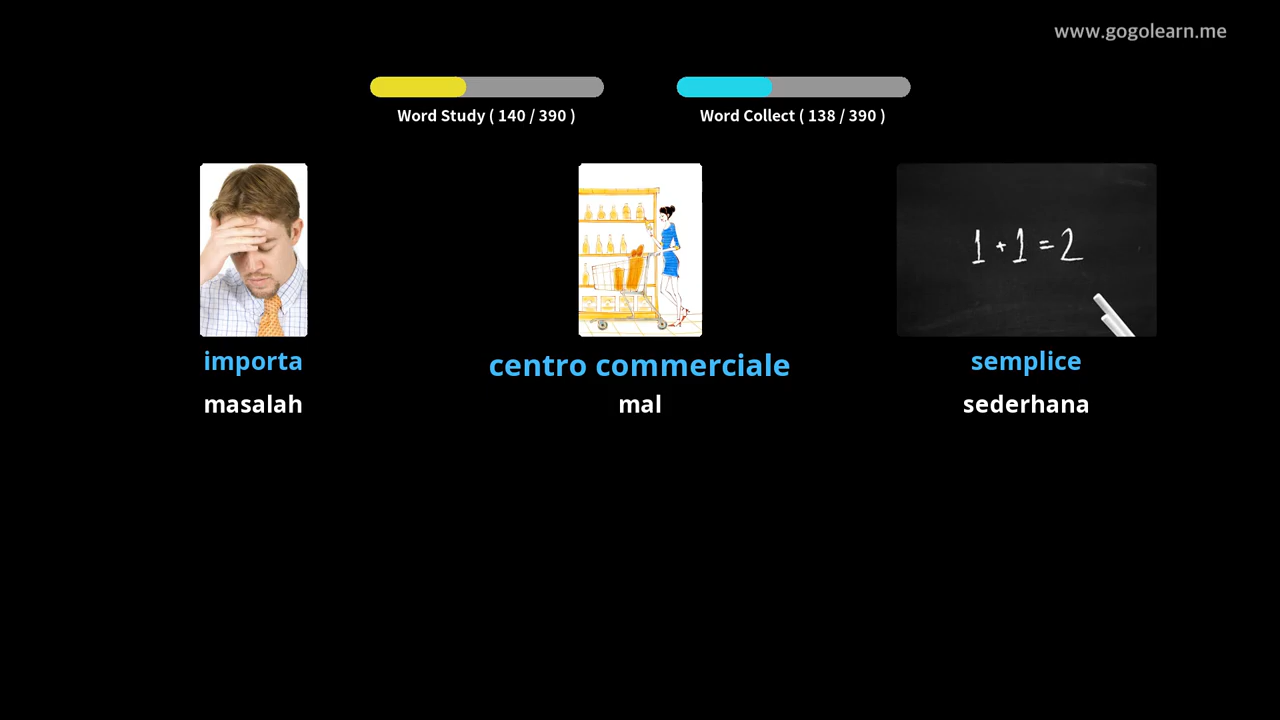 www.gogolearn.me
Word Study ( 140 / 390 )
Word Collect ( 138 / 390 )
1 + 1 = 2
importa
centro commerciale
semplice
masalah
mal
sederhana